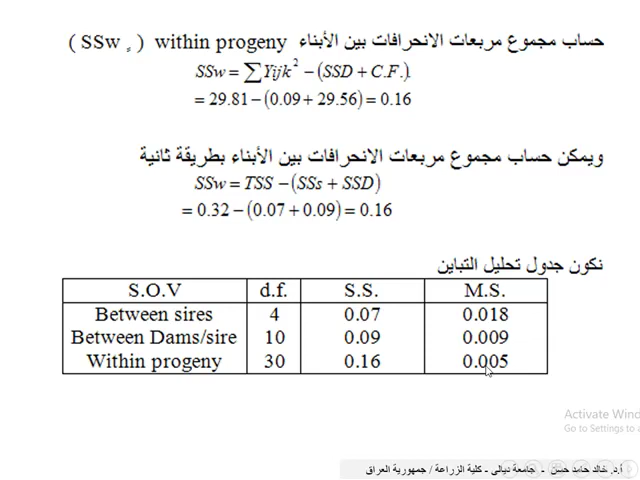 حساب مجموع مربعات الانحرافات بين الأبناء within progeny ( و SSw )
SSw = ∑Yijk² − (SSD + C.F.).
= 29.81 − (0.09 + 29.56) = 0.16
ويمكن حساب مجموع مربعات الانحرافات بين الأبناء بطريقة ثانية
SSw = TSS − (SSs + SSD)
= 0.32 − (0.07 + 0.09) = 0.16
نكون جدول تحليل التباين
S.O.V d.f. S.S. M.S.
Between sires 4 0.07 0.018
Between Dams/sire 10 0.09 0.009
Within progeny 30 0.16 0.005
Activate Wind
Go to Settings to a
أ.د. خالد حامد حسن - جامعة ديالى - كلية الزراعة / جمهورية العراق